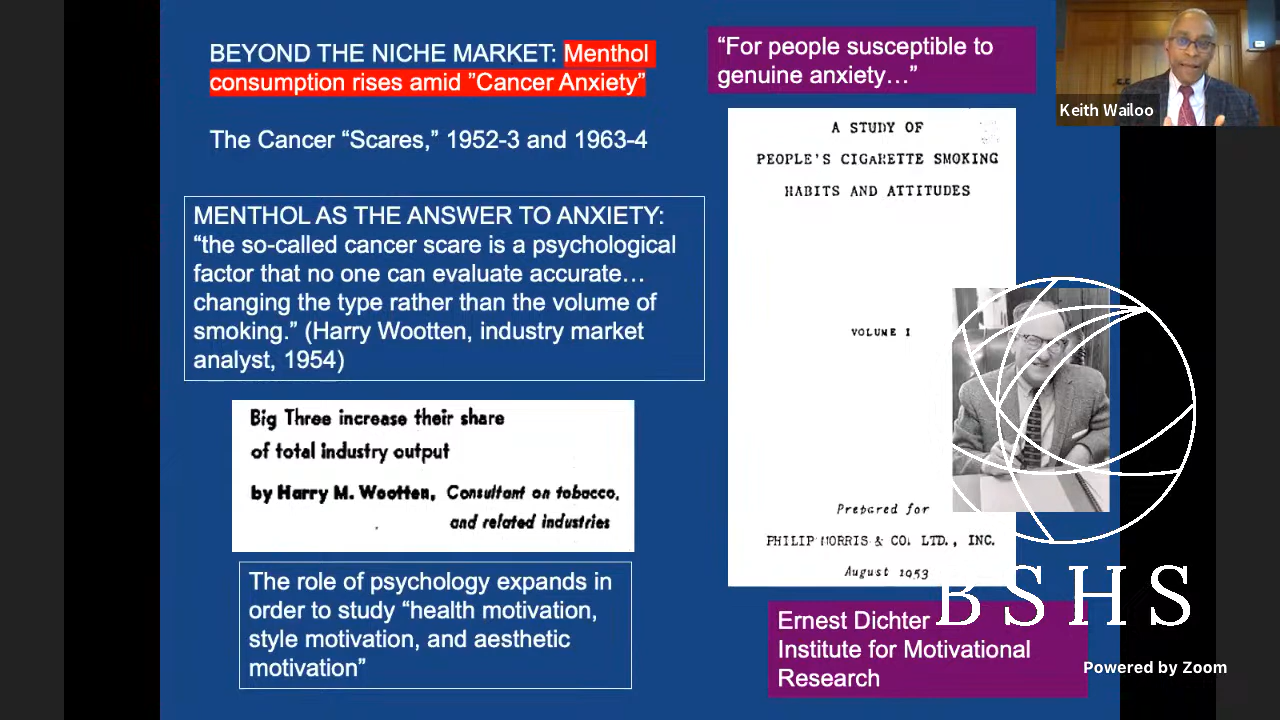 BEYOND THE NICHE MARKET: Menthol
consumption rises amid ”Cancer Anxiety”
The Cancer “Scares,” 1952-3 and 1963-4
MENTHOL AS THE ANSWER TO ANXIETY:
“the so-called cancer scare is a psychological
factor that no one can evaluate accurate…
changing the type rather than the volume of
smoking.” (Harry Wootten, industry market
analyst, 1954)
Big Three increase their share
of total industry output
by Harry M. Wootten, Consultant on tobacco,
and related industries
The role of psychology expands in
order to study “health motivation,
style motivation, and aesthetic
motivation”
“For people susceptible to
genuine anxiety…”
A STUDY OF
PEOPLE'S CIGARETTE SMOKING
HABITS AND ATTITUDES
VOLUME I
Prepared for
PHILIP MORRIS & CO. LTD., INC.
August 1953
Ernest Dichter
Institute for Motivational
Research
Keith Wailoo
BSHS
Powered by Zoom